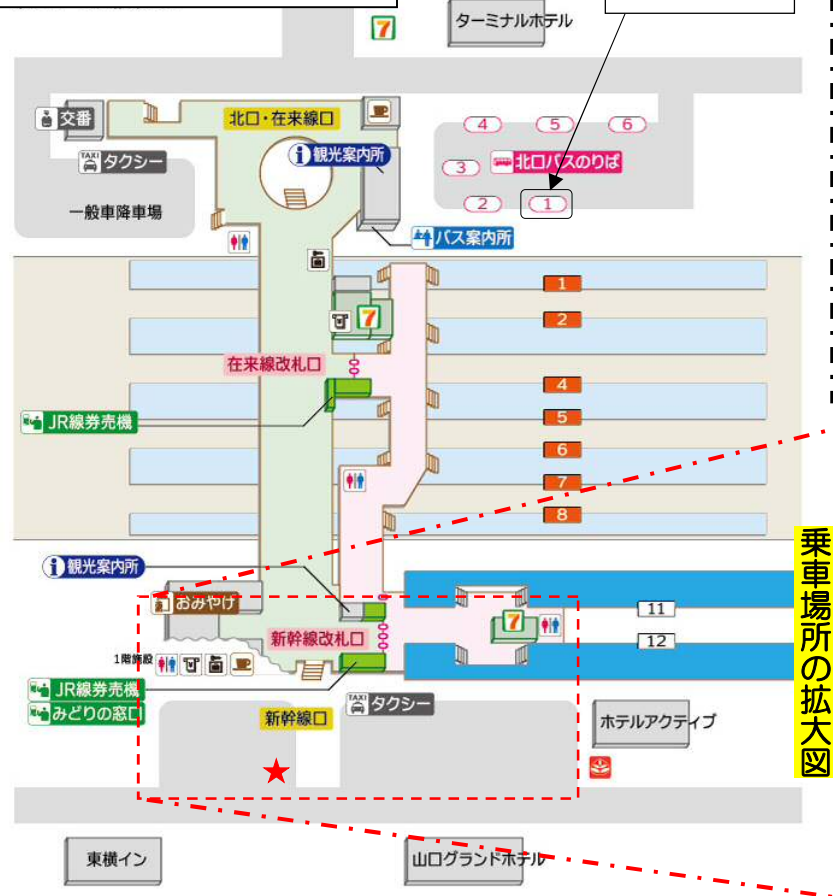 7
ターミナルホテル
交番
北口・在来線口
4
5
6
TAXI
タクシー
観光案内所
3
北口バスのりば
2
1
一般車降車場
バス案内所
1
7
2
在来線改札口
4
JR線券売機
5
6
7
8
観光案内所
おみやげ
11
7
新幹線改札口
12
1階施設
JR線券売機
みどりの窓口
TAXI
タクシー
新幹線口
ホテルアクティブ
東横イン
山口グランドホテル
乗車場所の拡大図